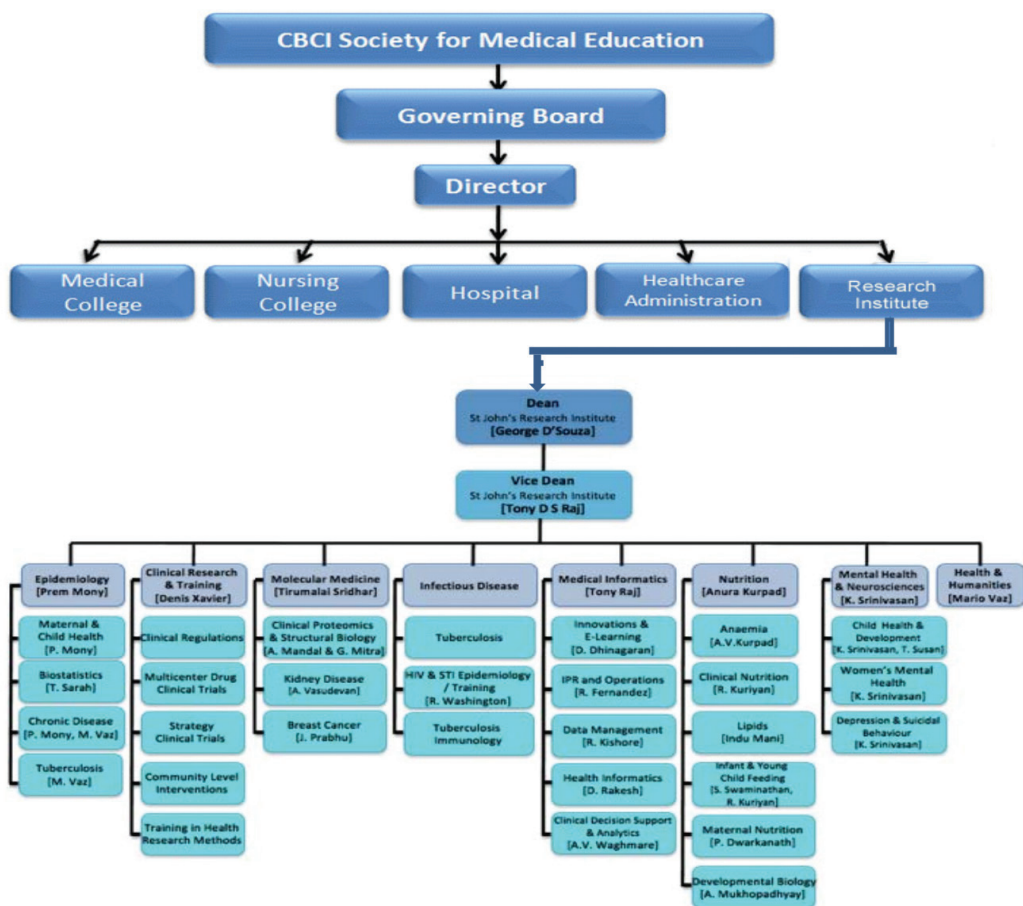 CBCI Society for Medical Education
Governing Board
Director
Medical
College
Nursing
College
Hospital
Healthcare
Administration
Research
Institute
Dean
St John's Research Institute
[George D'Souza]
Vice Dean
St John's Research Institute
[Tony D S Raj]
Epidemiology
[Prem Mony]
Maternal
& Child Health
[P. Mony]
Biostatistics
[T. Sarah]
Chronic Disease
[P. Mony, M. Vaz]
Tuberculosis
[M. Vaz]
Clinical Research
& Training
[Denis Xavier]
Clinical Regulations
Multicenter Drug
Clinical Trials
Strategy
Clinical Trials
Community Level
Interventions
Training in Health
Research Methods
Molecular Medicine
[Tirumalai Sridhar]
Clinical Proteomics
& Structural Biology
[A. Mandal & G. Mitra]
Kidney Disease
[A. Vasudevan]
Breast Cancer
[J. Prabhu]
Infectious Disease
Tuberculosis
HIV & STI Epidemiology
/ Training
[R. Washington]
Tuberculosis
Immunology
Medical Informatics
[Tony Raj]
Innovations &
E-Learning
[D. Dhinagaran]
IPR and Operations
[R. Fernandez]
Data Management
[R. Kishore]
Health Informatics
[D. Rakesh]
Clinical Decision Support
& Analytics
[A.V. Waghmare]
Nutrition
[Anura Kurpad]
Anaemia
[A.V.Kurpad]
Clinical Nutrition
[R. Kuriyan]
Lipids
[Indu Mani]
Infant & Young
Child Feeding
[S. Swaminathan,
R. Kuriyan]
Maternal Nutrition
[P. Dwarkanath]
Developmental Biology
[A. Mukhopadhyay]
Mental Health
& Neurosciences
[K. Srinivasan]
Child Health &
Development
[K. Srinivasan, T. Susan]
Women's Mental
Health
[K. Srinivasan]
Depression & Suicidal
Behaviour
[K. Srinivasan]
Health &
Humanities
[Mario Vaz]